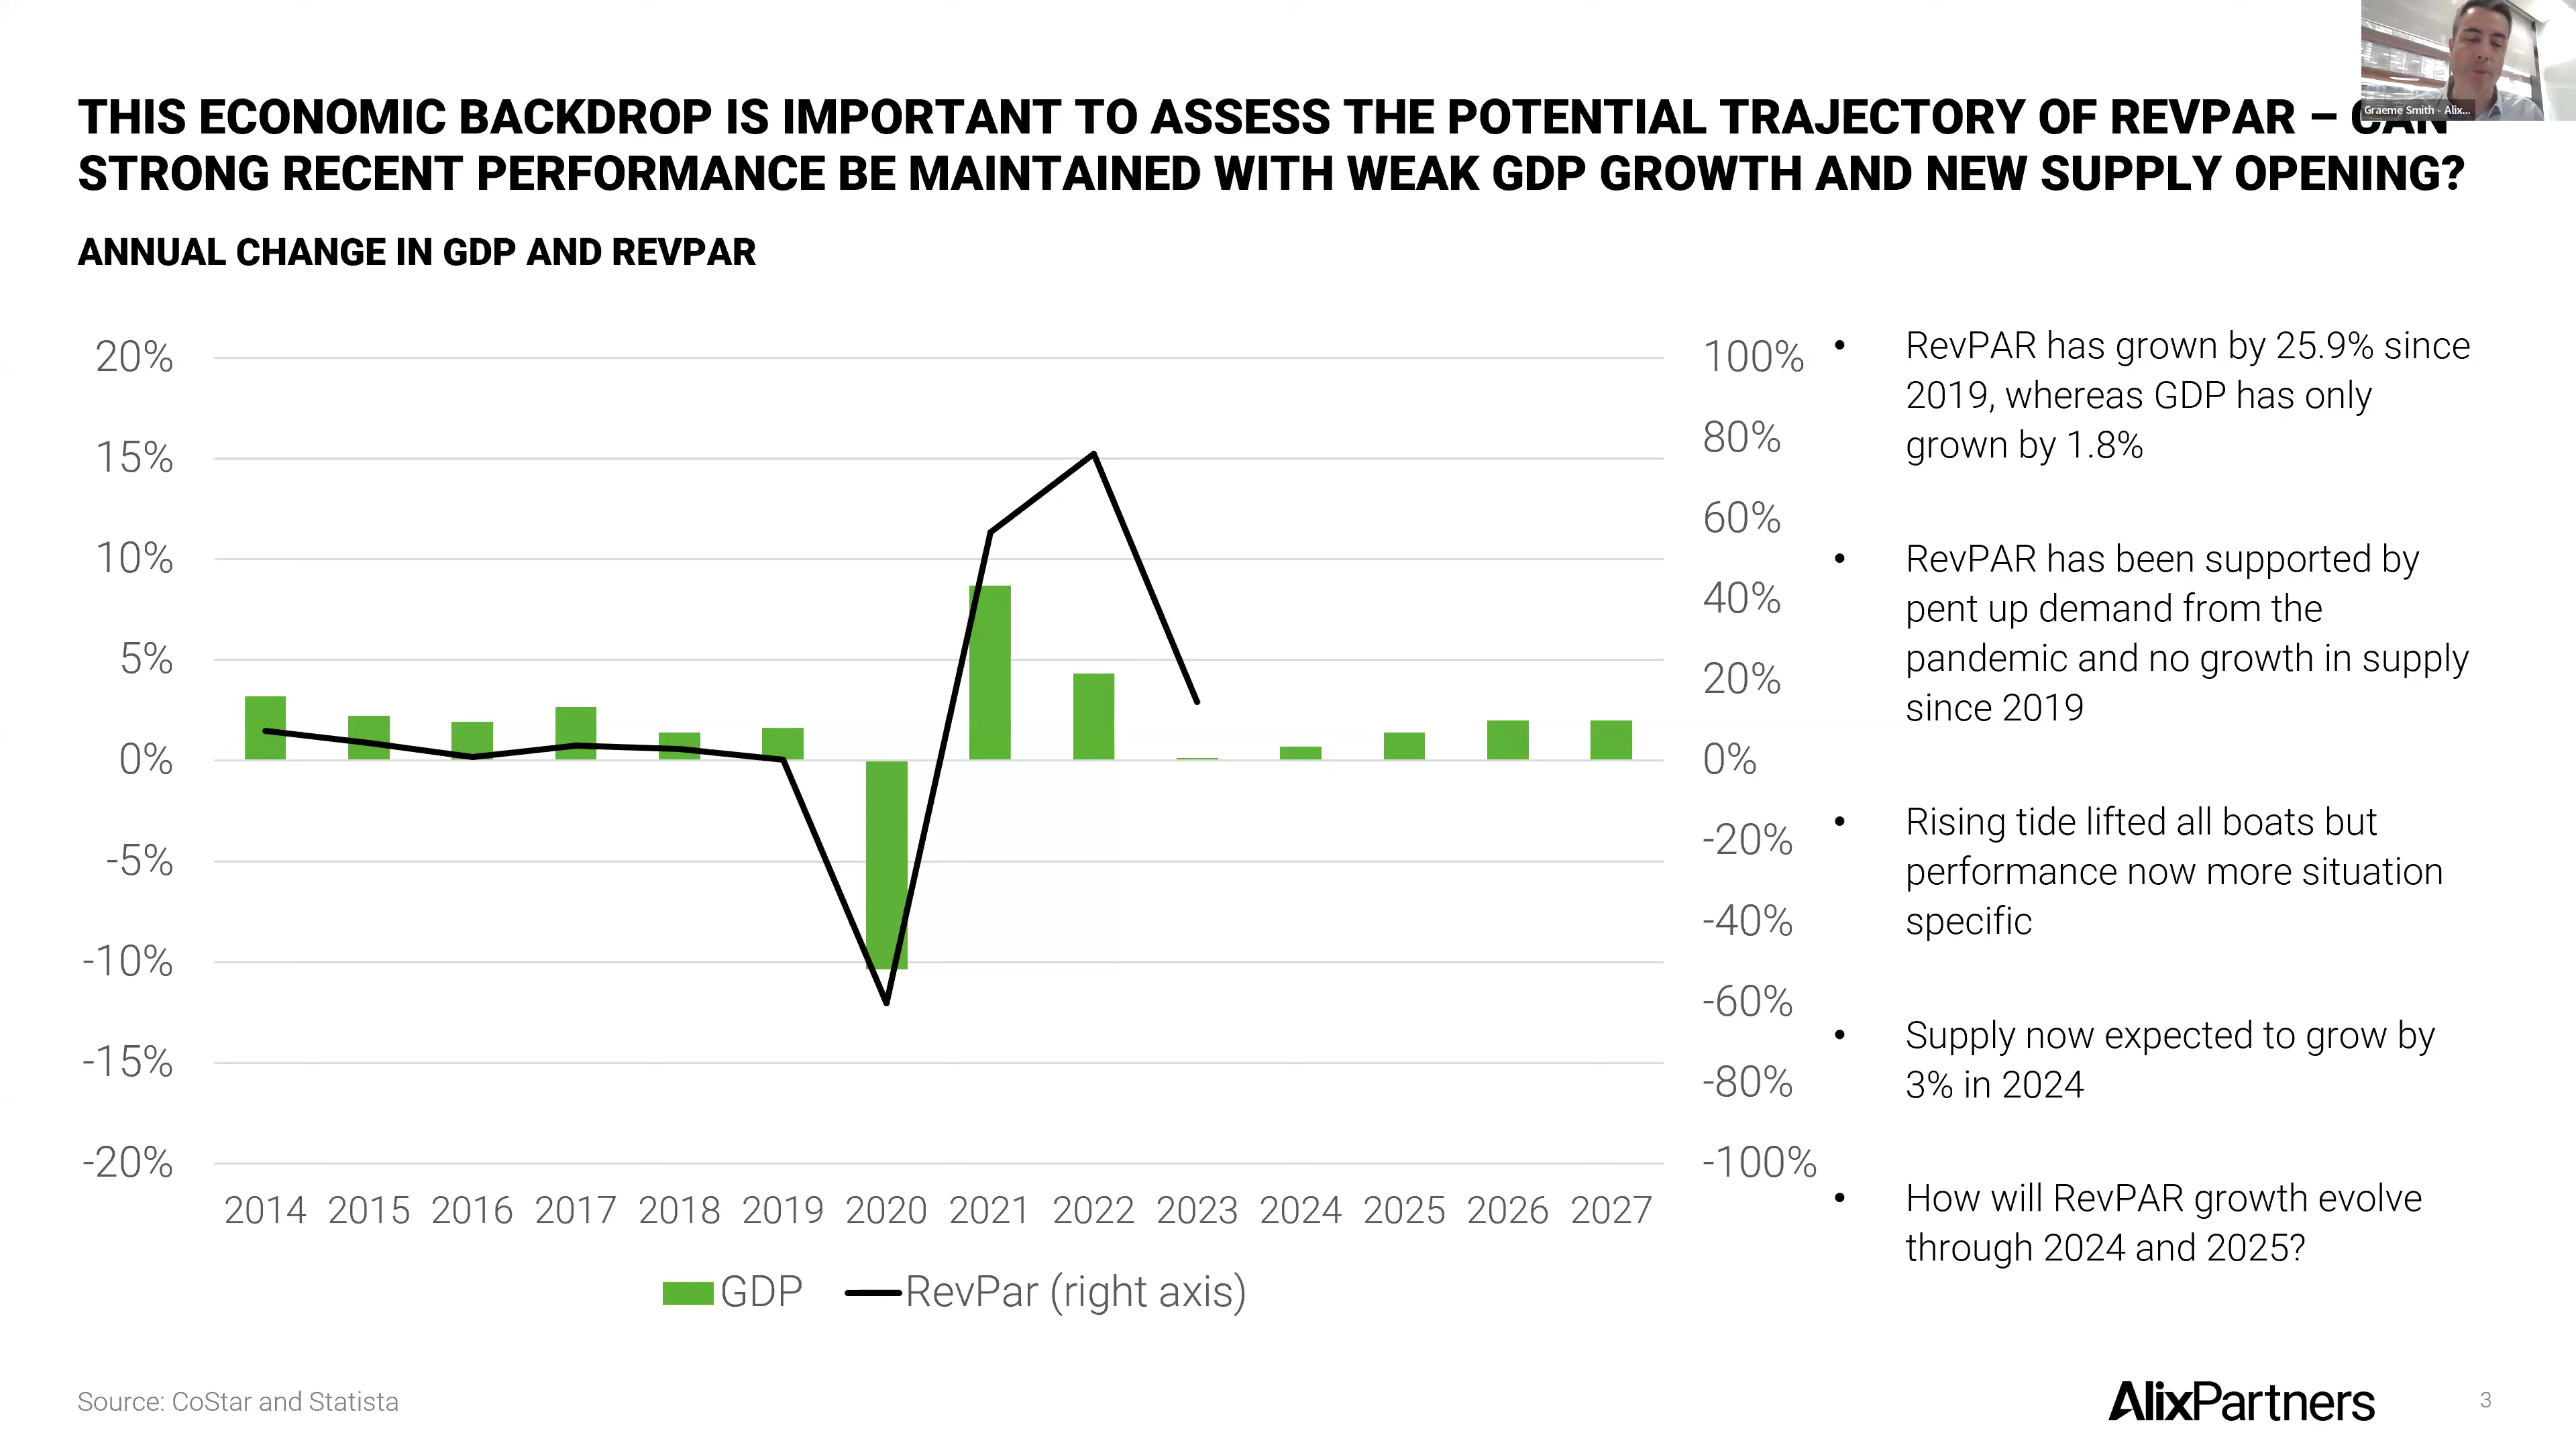 THIS ECONOMIC BACKDROP IS IMPORTANT TO ASSESS THE POTENTIAL TRAJECTORY OF REVPAR – CAN
STRONG RECENT PERFORMANCE BE MAINTAINED WITH WEAK GDP GROWTH AND NEW SUPPLY OPENING?
Graeme Smith - Alix...
ANNUAL CHANGE IN GDP AND REVPAR
20%
15%
10%
5%
0%
-5%
-10%
-15%
-20%
100%
80%
60%
40%
20%
0%
-20%
-40%
-60%
-80%
-100%
2014 2015 2016 2017 2018 2019 2020 2021 2022 2023 2024 2025 2026 2027
GDP RevPar (right axis)
• RevPAR has grown by 25.9% since
2019, whereas GDP has only
grown by 1.8%
• RevPAR has been supported by
pent up demand from the
pandemic and no growth in supply
since 2019
• Rising tide lifted all boats but
performance now more situation
specific
• Supply now expected to grow by
3% in 2024
• How will RevPAR growth evolve
through 2024 and 2025?
Source: CoStar and Statista
AlixPartners
3